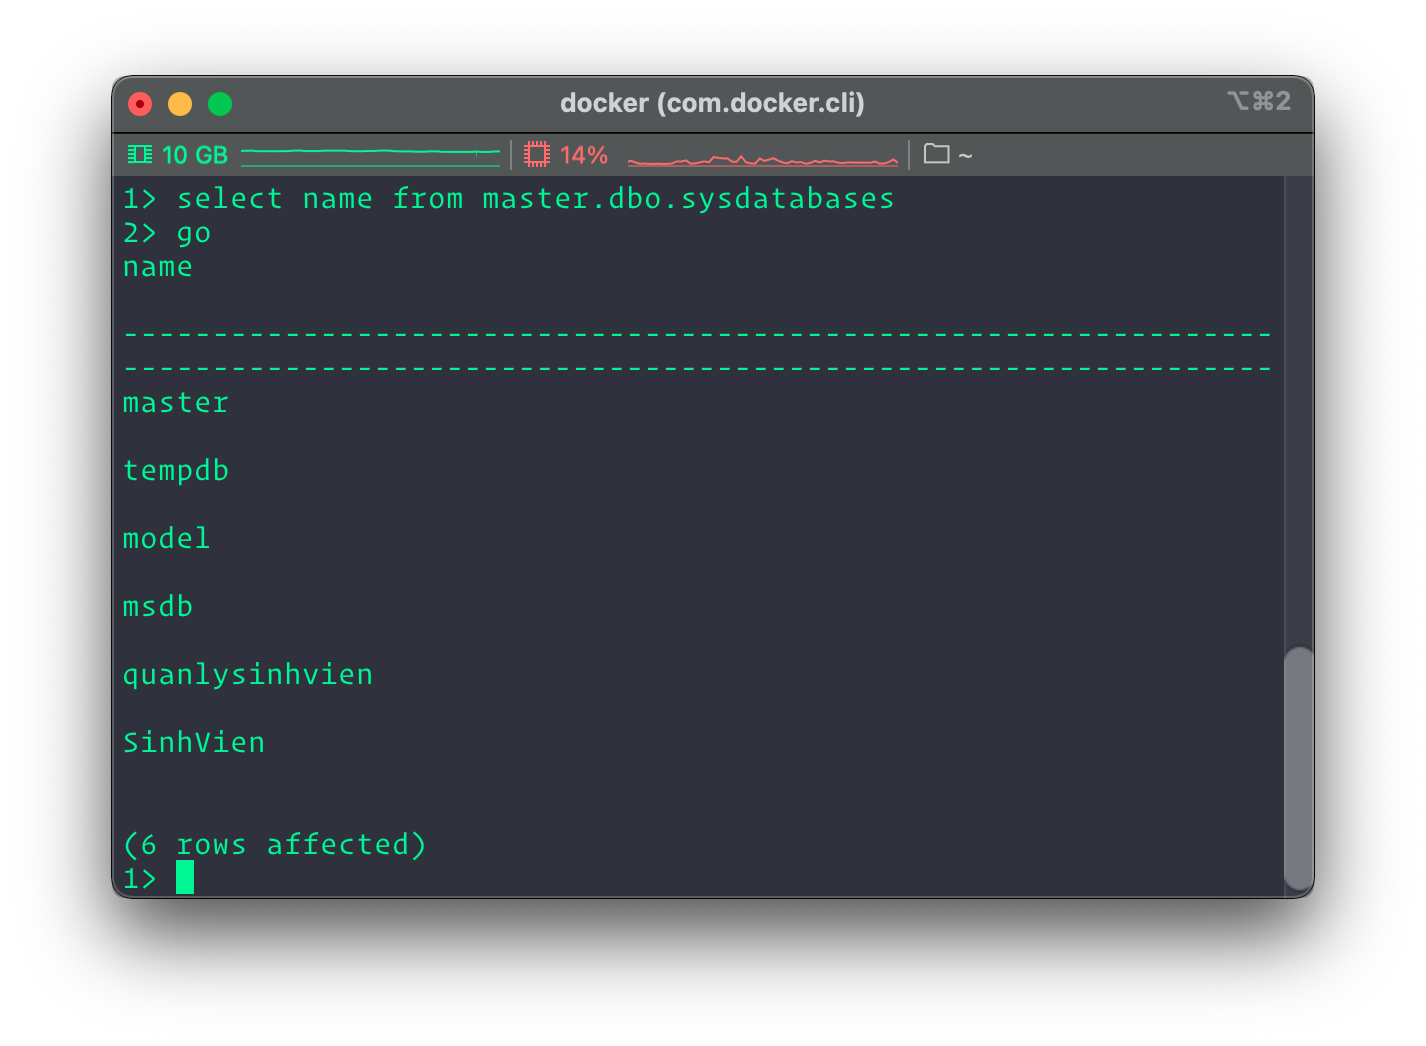 docker (com.docker.cli)
⌥⌘2
10 GB
14%
~
1> select name from master.dbo.sysdatabases
2> go
name
----------------------------------------------------------------
----------------------------------------------------------------
master
tempdb
model
msdb
quanlysinhvien
SinhVien
(6 rows affected)
1>